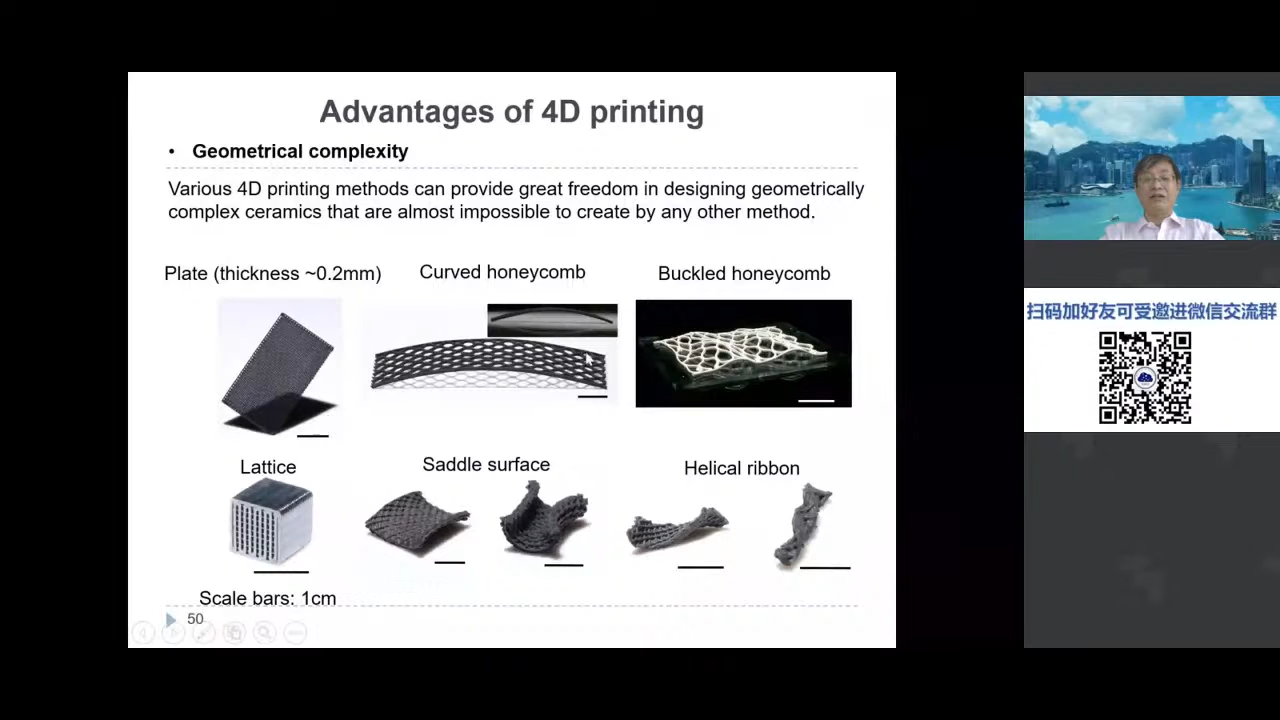 Advantages of 4D printing
• Geometrical complexity
Various 4D printing methods can provide great freedom in designing geometrically
complex ceramics that are almost impossible to create by any other method.
Plate (thickness ~0.2mm)
Curved honeycomb
Buckled honeycomb
Lattice
Saddle surface
Helical ribbon
Scale bars: 1cm
50
扫码加好友可受邀进微信交流群